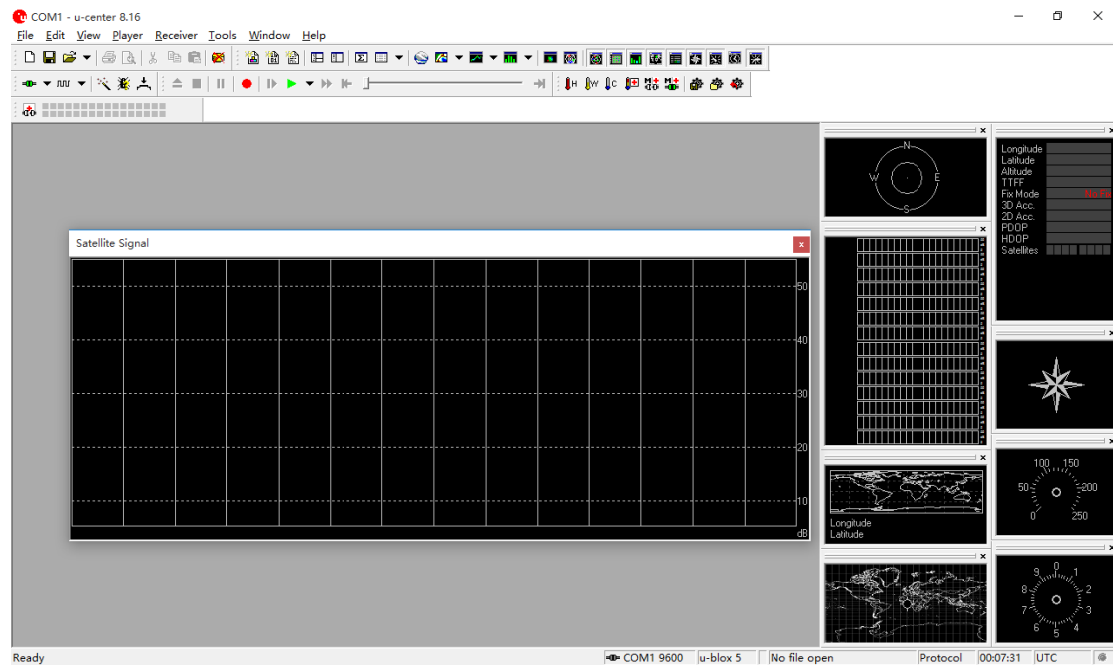 COM1 - u-center 8.16
File Edit View Player Receiver Tools Window Help
H W C
N
W E
S
Longitude
Latitude
Altitude
TTFF
Fix Mode
3D Acc.
2D Acc.
PDOP
HDOP
Satellites
Satellite Signal
50
40
30
20
10
dB
Longitude
Latitude
100 150
50 200
0 250
0
9 1
8 2
7 3
6 4
5
Ready COM1 9600 u-blox 5 No file open Protocol 00:07:31 UTC